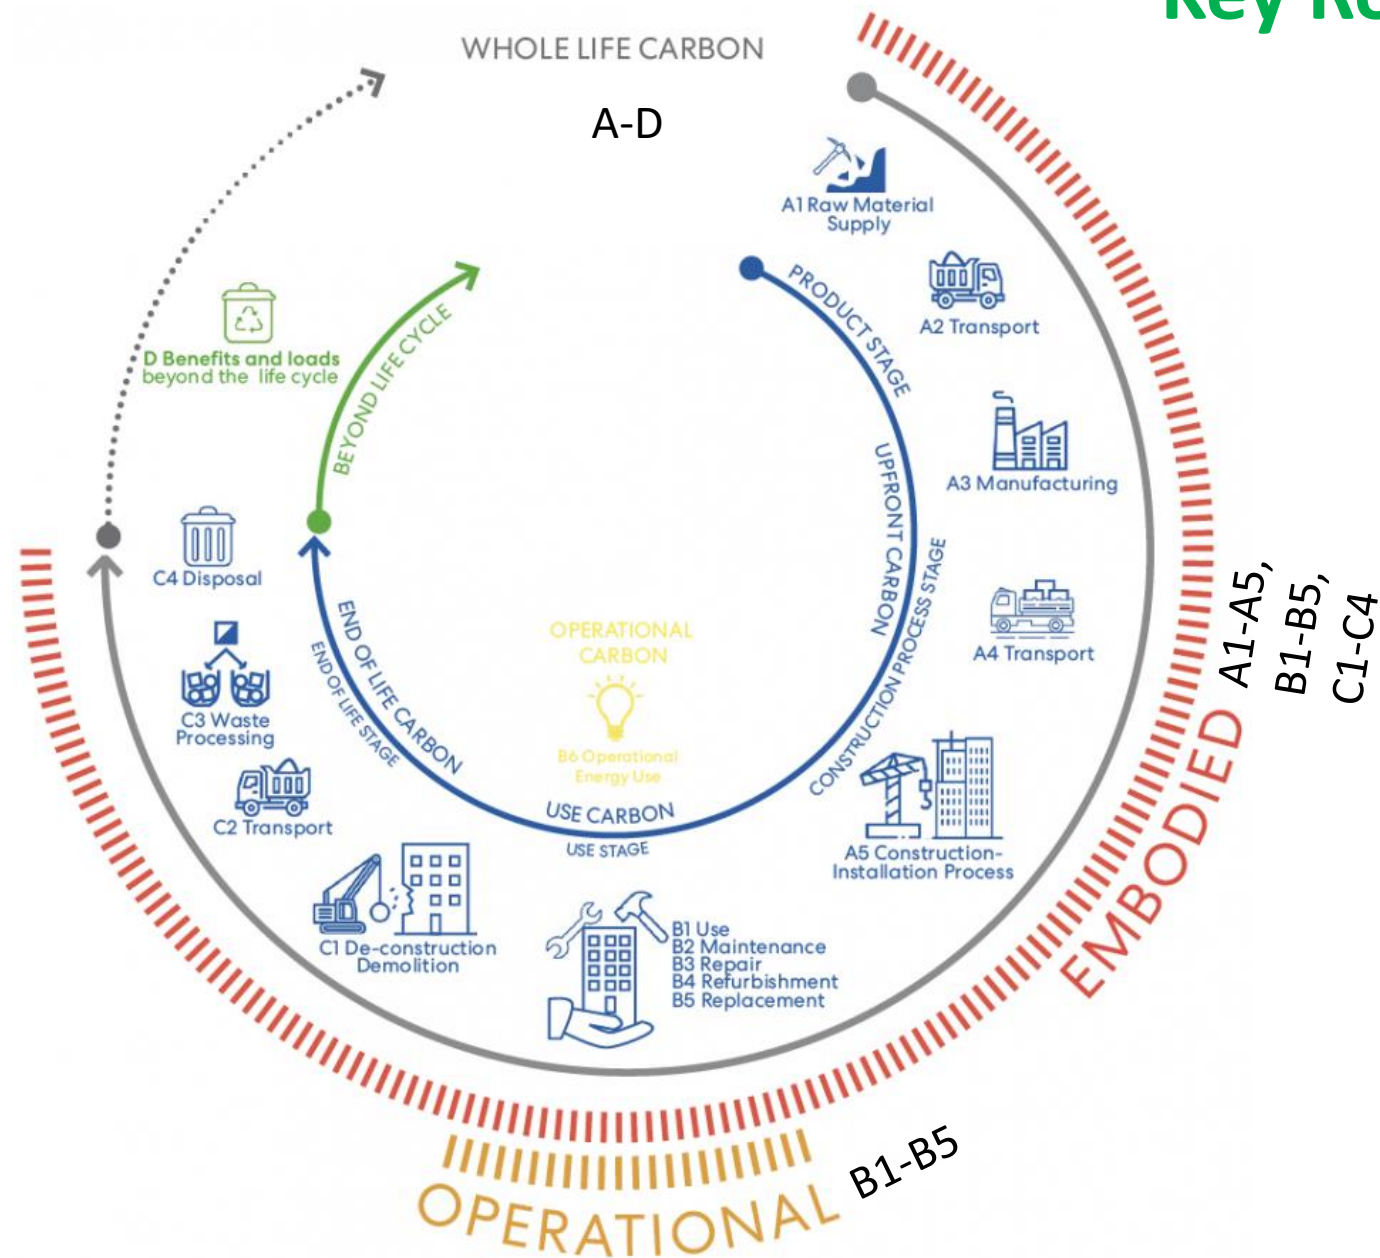 Key
WHOLE LIFE CARBON
A-D
A1 Raw Material
Supply
A2 Transport
A3 Manufacturing
A4 Transport
A5 Construction-
Installation Process
PRODUCT STAGE
UPFRONT CARBON
CONSTRUCTION PROCESS STAGE
OPERATIONAL
CARBON
B6 Operational
Energy Use
USE CARBON
USE STAGE
B1 Use
B2 Maintenance
B3 Repair
B4 Refurbishment
B5 Replacement
END OF LIFE CARBON
END OF LIFE STAGE
C1 De-construction
Demolition
C2 Transport
C3 Waste
Processing
C4 Disposal
BEYOND LIFE CYCLE
D Benefits and loads
beyond the life cycle
EMBODIED
A1-A5,
B1-B5,
C1-C4
OPERATIONAL
B1-B5